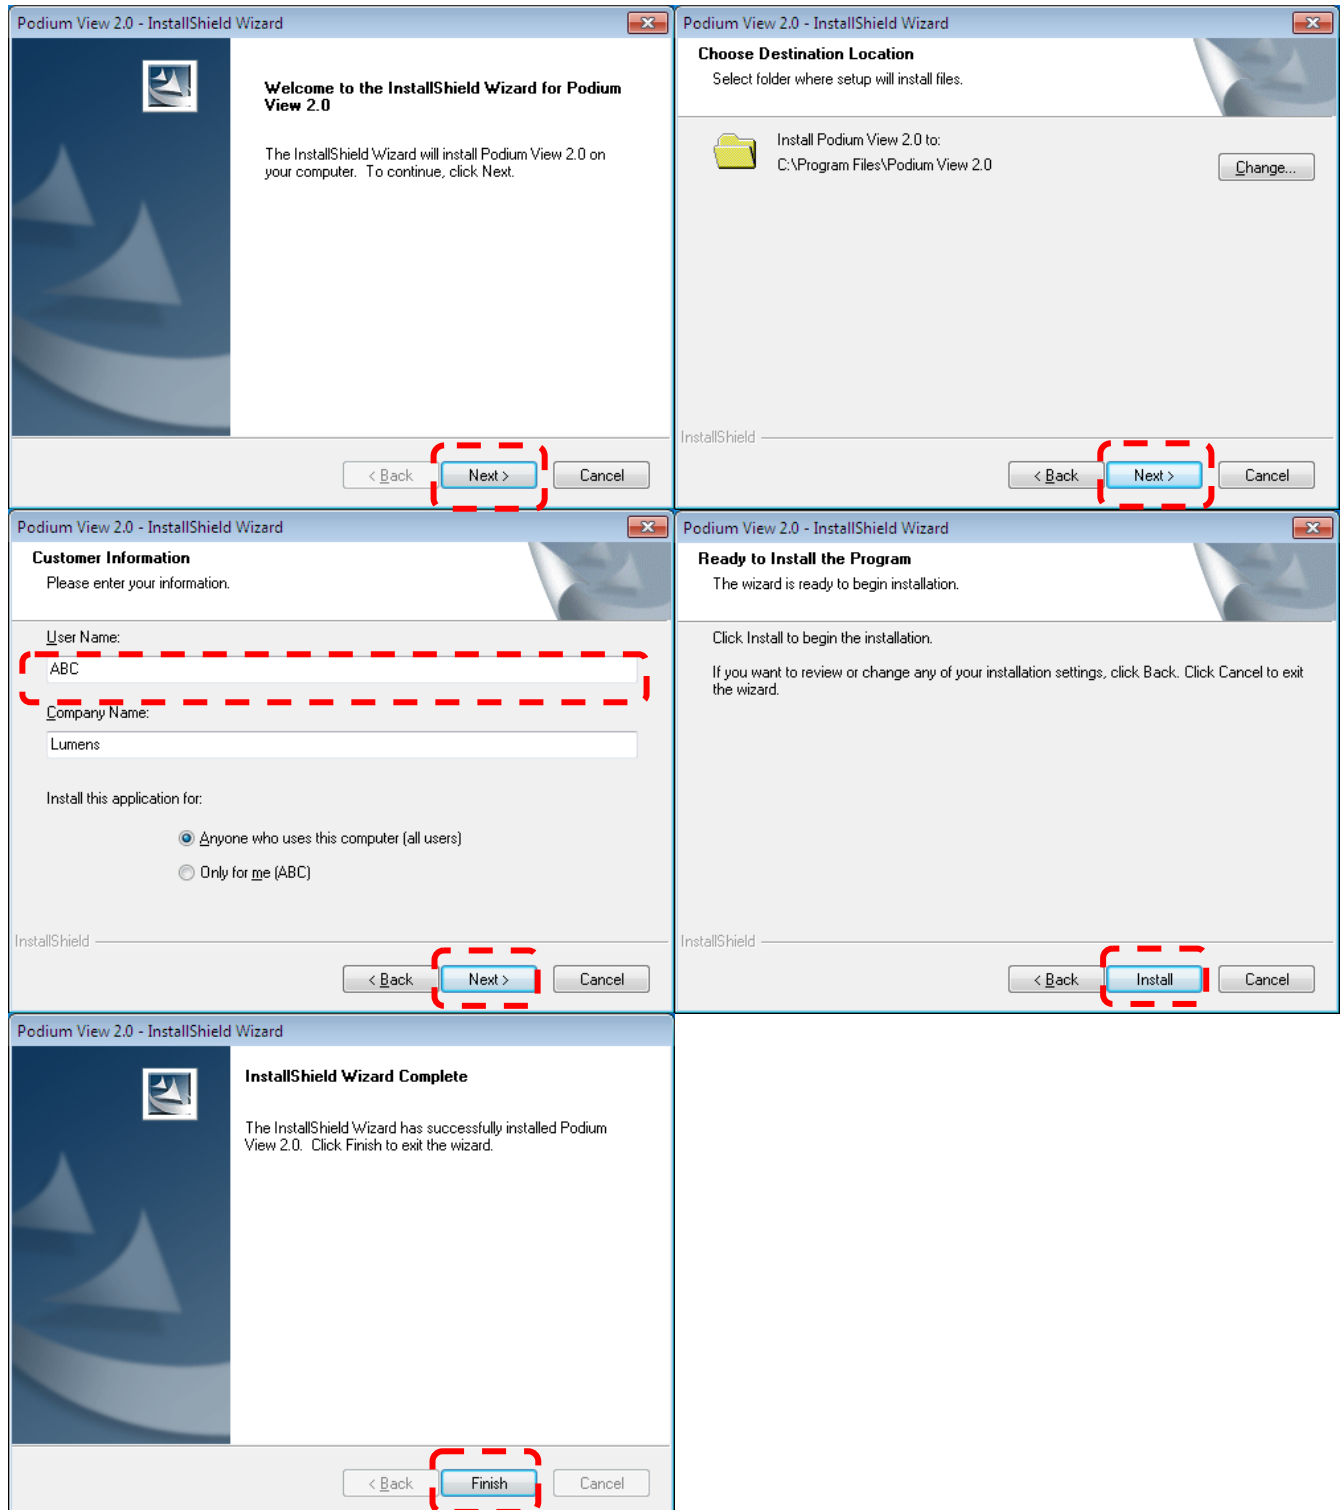 Podium View 2.0 - InstallShield Wizard
Welcome to the InstallShield Wizard for Podium
View 2.0
The InstallShield Wizard will install Podium View 2.0 on
your computer. To continue, click Next.
< Back
Next >
Cancel
Podium View 2.0 - InstallShield Wizard
Choose Destination Location
Select folder where setup will install files.
Install Podium View 2.0 to:
C:\Program Files\Podium View 2.0
Change...
InstallShield
< Back
Next >
Cancel
Podium View 2.0 - InstallShield Wizard
Customer Information
Please enter your information.
User Name:
ABC
Company Name:
Lumens
Install this application for:
Anyone who uses this computer (all users)
Only for me (ABC)
InstallShield
< Back
Next >
Cancel
Podium View 2.0 - InstallShield Wizard
Ready to Install the Program
The wizard is ready to begin installation.
Click Install to begin the installation.
If you want to review or change any of your installation settings, click Back. Click Cancel to exit
the wizard.
InstallShield
< Back
Install
Cancel
Podium View 2.0 - InstallShield Wizard
InstallShield Wizard Complete
The InstallShield Wizard has successfully installed Podium
View 2.0. Click Finish to exit the wizard.
< Back
Finish
Cancel